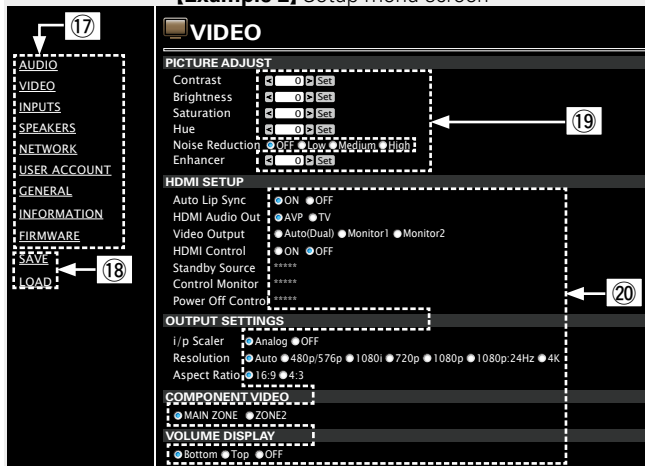 [Example 2] Setup menu screen
⑰
AUDIO
VIDEO
INPUTS
SPEAKERS
NETWORK
USER ACCOUNT
GENERAL
INFORMATION
FIRMWARE
SAVE
LOAD
⑱
VIDEO
PICTURE ADJUST
Contrast < 0 > Set
Brightness < 0 > Set
Saturation < 0 > Set
Hue < 0 > Set
⑲
Noise Reduction OFF Low Medium High
Enhancer < 0 > Set
HDMI SETUP
Auto Lip Sync ON OFF
HDMI Audio Out AVP TV
Video Output Auto(Dual) Monitor1 Monitor2
HDMI Control ON OFF
Standby Source *****
Control Monitor *****
Power Off Control *****
⑳
OUTPUT SETTINGS
i/p Scaler Analog OFF
Resolution Auto 480p/576p 1080i 720p 1080p 1080p:24Hz 4K
Aspect Ratio 16:9 4:3
COMPONENT VIDEO
MAIN ZONE ZONE2
VOLUME DISPLAY
Bottom Top OFF